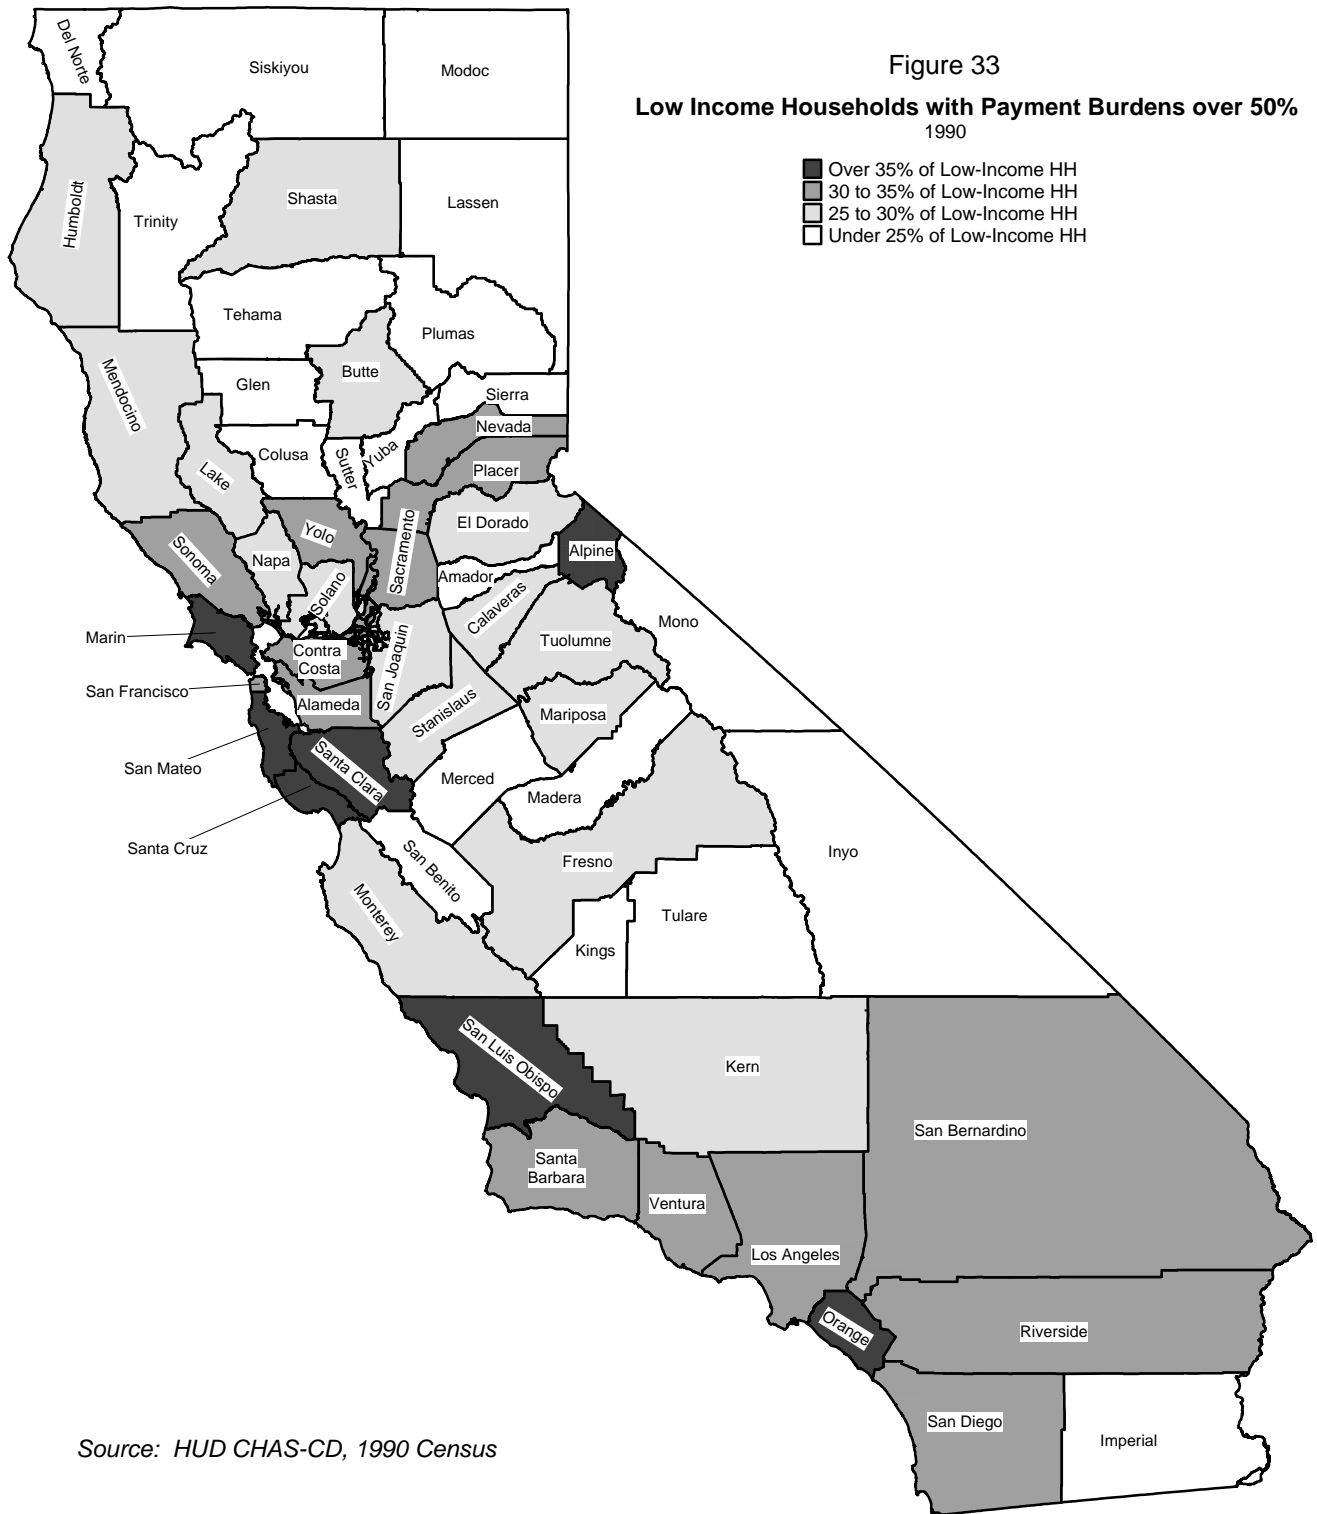 Figure 33
Low Income Households with Payment Burdens over 50%
1990
Over 35% of Low-Income HH
30 to 35% of Low-Income HH
25 to 30% of Low-Income HH
Under 25% of Low-Income HH
Del Norte
Siskiyou
Modoc
Humboldt
Trinity
Shasta
Lassen
Tehama
Plumas
Mendocino
Glen
Butte
Sierra
Lake
Colusa
Sutter
Yuba
Nevada
Placer
Sonoma
Napa
Yolo
Solano
Sacramento
El Dorado
Alpine
Amador
Calaveras
Tuolumne
Mono
Marin
Contra
Costa
San Joaquin
San Francisco
Alameda
Stanislaus
Mariposa
San Mateo
Santa Clara
Merced
Madera
Santa Cruz
San Benito
Fresno
Inyo
Monterey
Kings
Tulare
San Luis Obispo
Kern
San Bernardino
Santa
Barbara
Ventura
Los Angeles
Orange
Riverside
San Diego
Imperial
Source: HUD CHAS-CD, 1990 Census